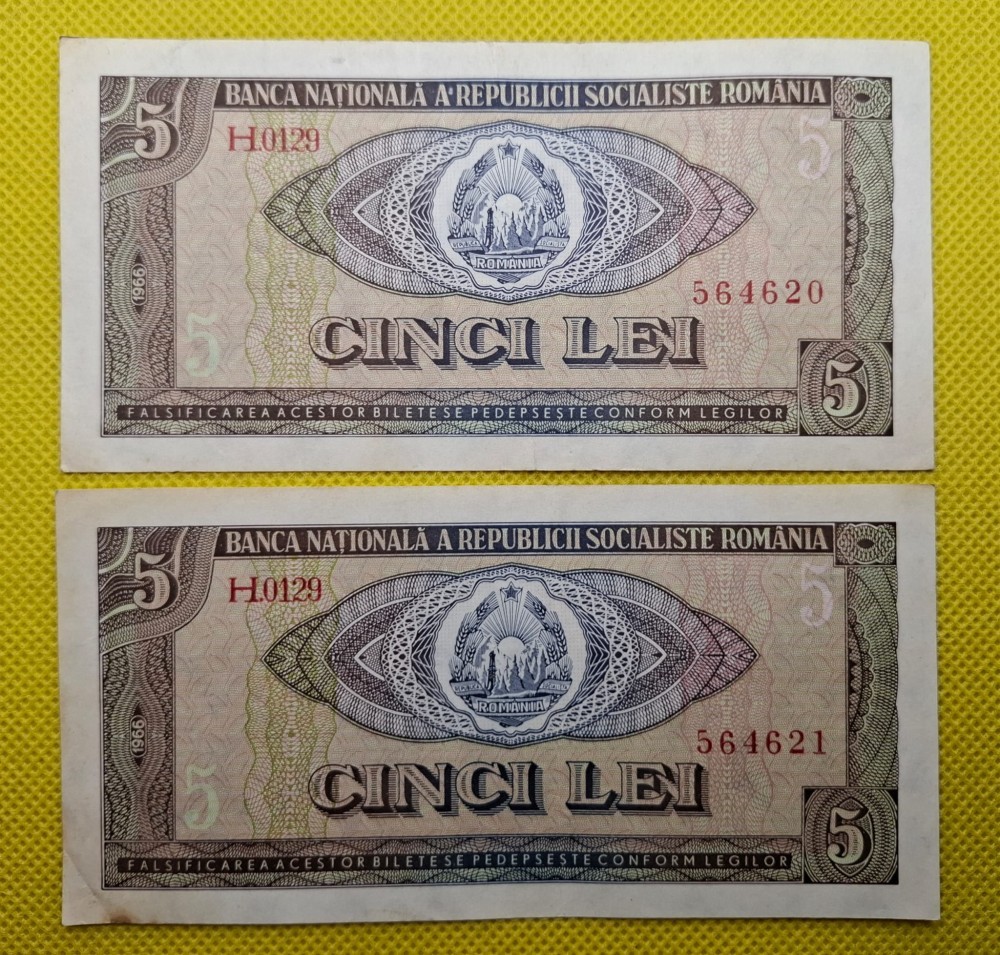 5 BANCA NAȚIONALĂ A REPUBLICII SOCIALISTE ROMÂNIA
H.0129 5
ROMÂNIA
1966
564620
5 CINCI LEI
5
FALSIFICAREA ACESTOR BILETE SE PEDEPSEȘTE CONFORM LEGILOR
5 BANCA NAȚIONALĂ A REPUBLICII SOCIALISTE ROMÂNIA
H.0129 5
ROMÂNIA
1966
564621
5 CINCI LEI
5
FALSIFICAREA ACESTOR BILETE SE PEDEPSEȘTE CONFORM LEGILOR